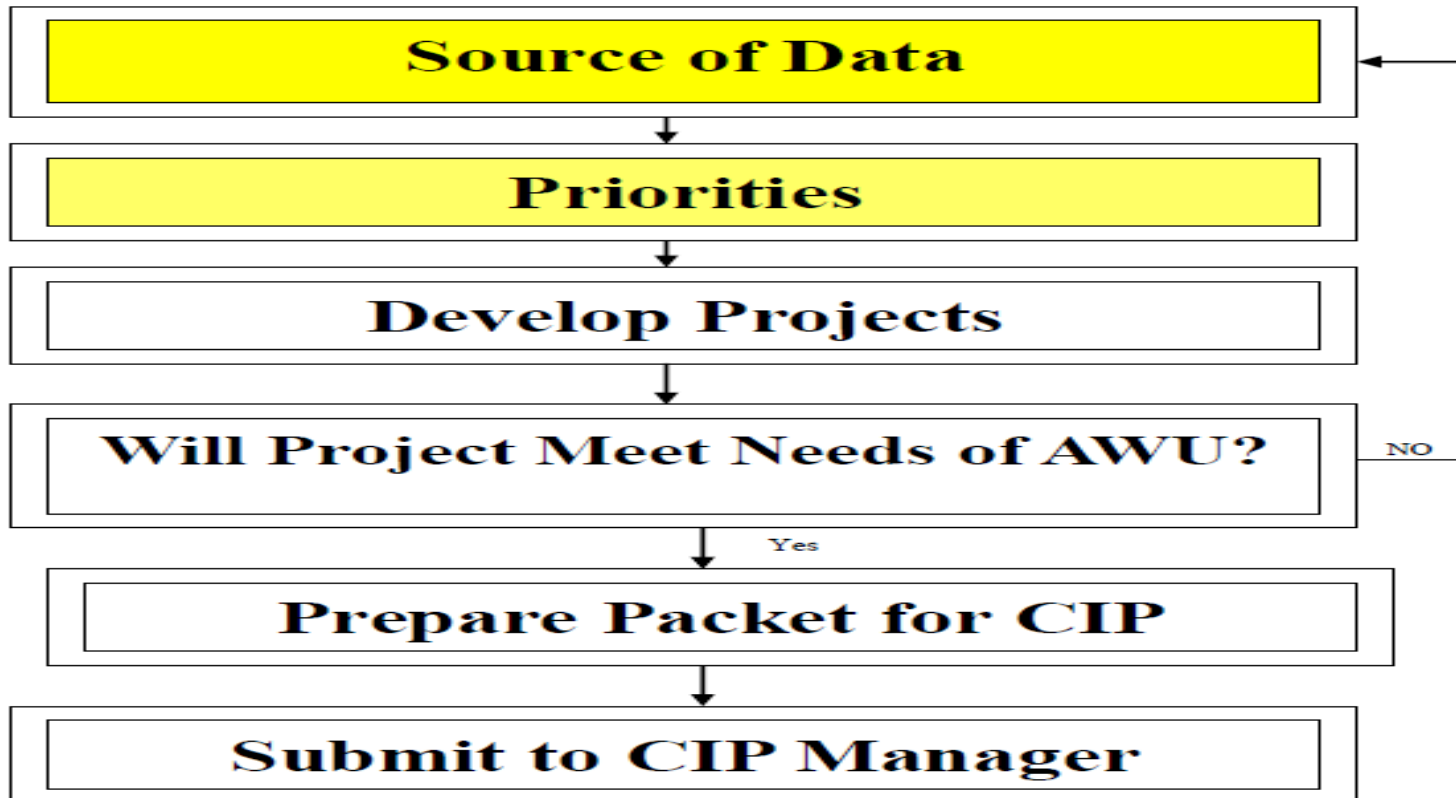 Source of Data
Priorities
Develop Projects
Will Project Meet Needs of AWU?
NO
Yes
Prepare Packet for CIP
Submit to CIP Manager